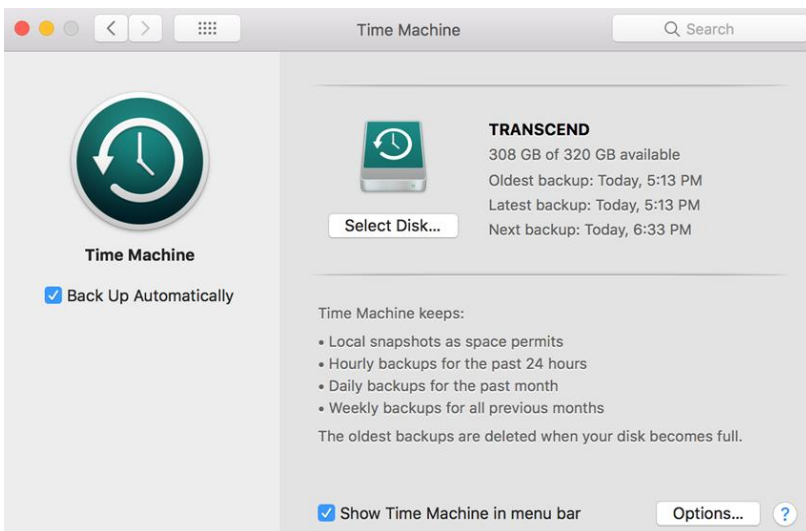 Time Machine
Search
TRANSCEND
308 GB of 320 GB available
Oldest backup: Today, 5:13 PM
Latest backup: Today, 5:13 PM
Next backup: Today, 6:33 PM
Select Disk...
Time Machine
Back Up Automatically
Time Machine keeps:
• Local snapshots as space permits
• Hourly backups for the past 24 hours
• Daily backups for the past month
• Weekly backups for all previous months
The oldest backups are deleted when your disk becomes full.
Show Time Machine in menu bar
Options...
?